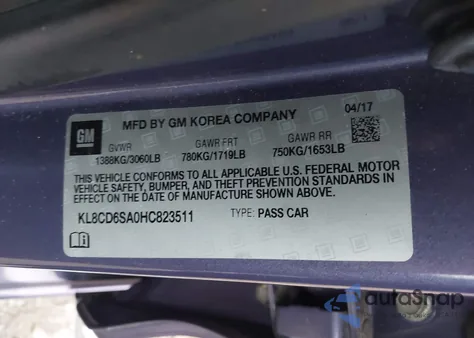 MFD BY GM KOREA COMPANY 04/17
GM
GVWR GAWR FRT GAWR RR
1388KG/3060LB 780KG/1719LB 750KG/1653LB
THIS VEHICLE CONFORMS TO ALL APPLICABLE U.S. FEDERAL MOTOR
VEHICLE SAFETY, BUMPER, AND THEFT PREVENTION STANDARDS IN
EFFECT ON THE DATE OF MANUFACTURE SHOWN ABOVE.
KL8CD6SA0HC823511 TYPE: PASS CAR
autoSnap